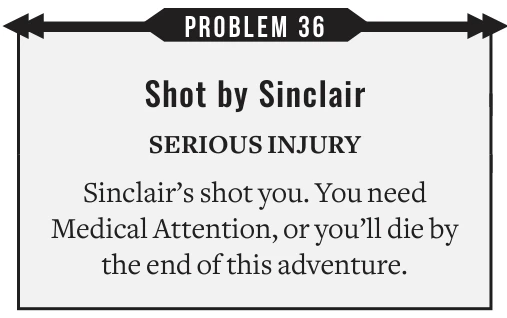 PROBLEM 36
Shot by Sinclair
SERIOUS INJURY
Sinclair’s shot you. You need
Medical Attention, or you’ll die by
the end of this adventure.